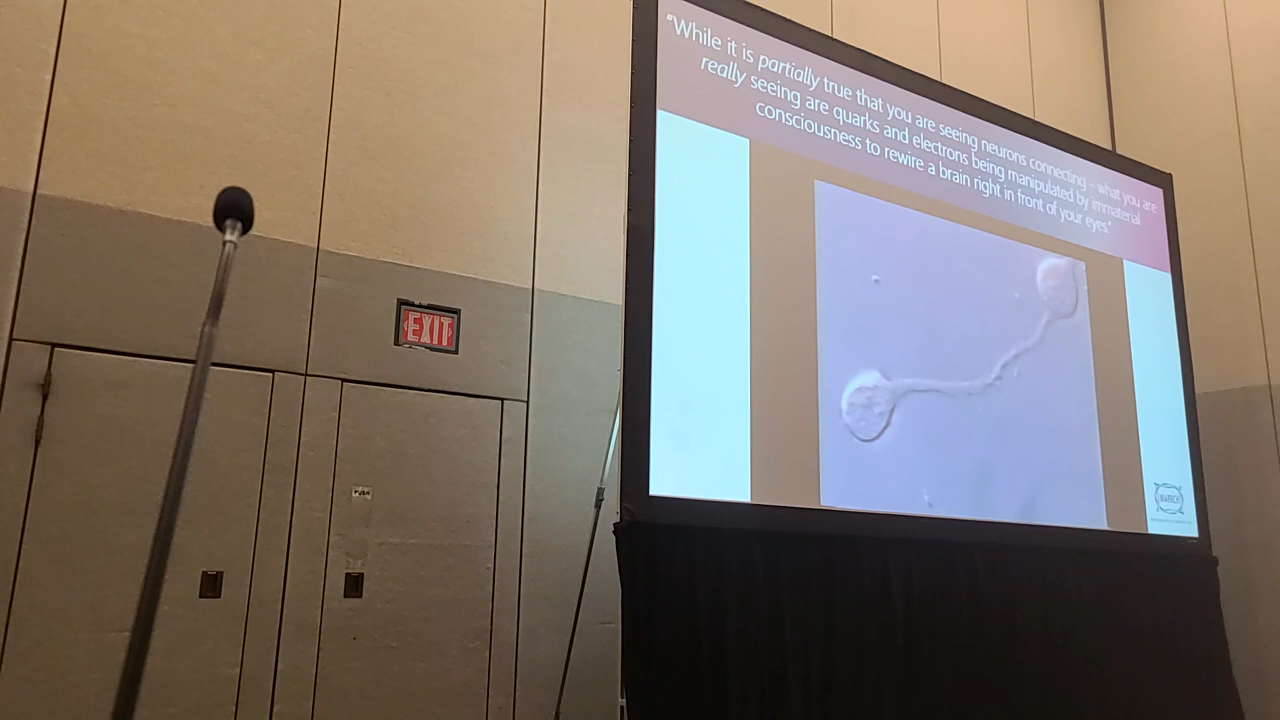 "While it is partially true that you are seeing neurons connecting – what you are
really seeing are quarks and electrons being manipulated by immaterial
consciousness to rewire a brain right in front of your eyes."
EXIT
PUSH